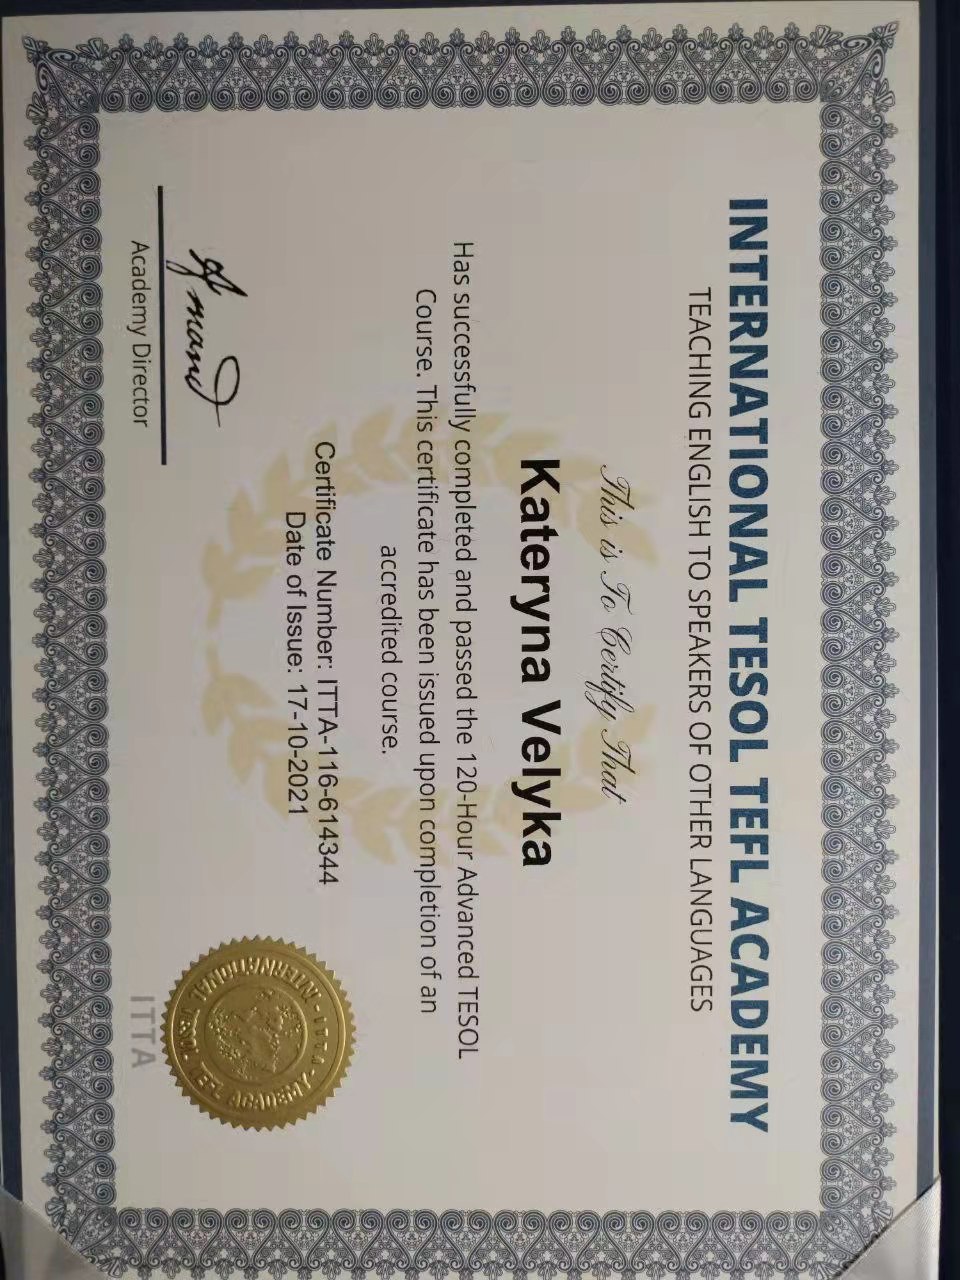 INTERNATIONAL TESOL TEFL ACADEMY
TEACHING ENGLISH TO SPEAKERS OF OTHER LANGUAGES
This is To Certify That
Kateryna Velyka
Has successfully completed and passed the 120-Hour Advanced TESOL
Course. This certificate has been issued upon completion of an
accredited course.
Certificate Number: ITTA-116-614344
Date of Issue: 17-10-2021
Academy Director
INTERNATIONAL TESOL TEFL ACADEMY - ITTA -
ITTA